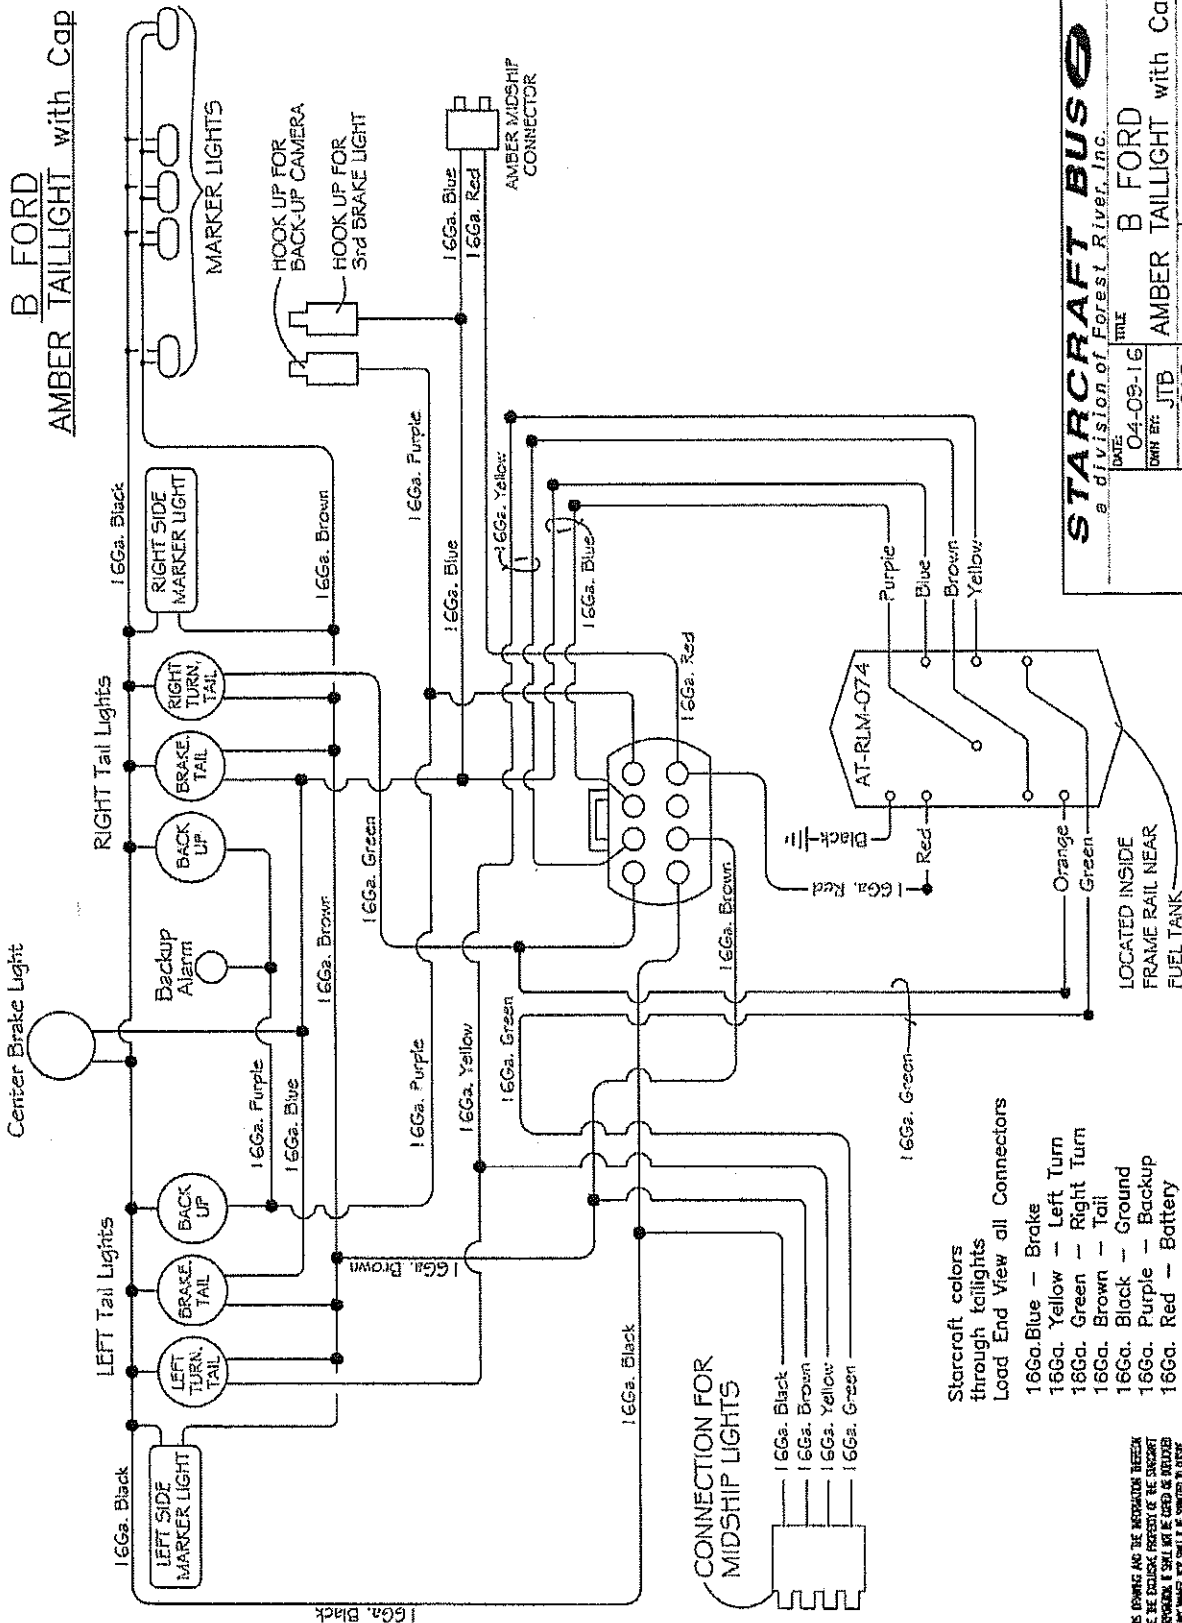 B FORD
AMBER TAILLIGHT with Cap
MARKER LIGHTS
HOOK UP FOR
BACK-UP CAMERA
HOOK UP FOR
3rd BRAKE LIGHT
16Ga. Blue
16Ga. Red
AMBER MIDSHIP
CONNECTOR
16Ga. Black
RIGHT SIDE
MARKER LIGHT
16Ga. Brown
16Ga. Purple
16Ga. Blue
16Ga. Yellow
16Ga. Blue
RIGHT Tail Lights
RIGHT
TURN,
TAIL
BRAKE,
TAIL
BACK
UP
16Ga. Green
16Ga. Brown
Center Brake Light
Backup
Alarm
16Ga. Purple
16Ga. Blue
16Ga. Purple
16Ga. Yellow
16Ga. Green
LEFT Tail Lights
BACK
UP
BRAKE,
TAIL
LEFT
TURN,
TAIL
LEFT SIDE
MARKER LIGHT
16Ga. Black
16Ga. Black
16Ga. Brown
16Ga. Black
16Ga. Red
16Ga. Brown
16Ga. Red
16Ga. Green
Black
Red
Orange
Green
AT-RLM-074
Purple
Blue
Brown
Yellow
LOCATED INSIDE
FRAME RAIL NEAR
FUEL TANK
CONNECTION FOR
MIDSHIP LIGHTS
16Ga. Black
16Ga. Brown
16Ga. Yellow
16Ga. Green
Starcraft colors
through taillights
Load End View all Connectors
16Ga.Blue - Brake
16Ga. Yellow - Left Turn
16Ga. Green - Right Turn
16Ga. Brown - Tail
16Ga. Black - Ground
16Ga. Purple - Backup
16Ga. Red - Battery
STARCRAFT BUS
a division of Forest River, Inc.
DATE:
04-09-16
DWN BY: JTB
TITLE
B FORD
AMBER TAILLIGHT with Ca